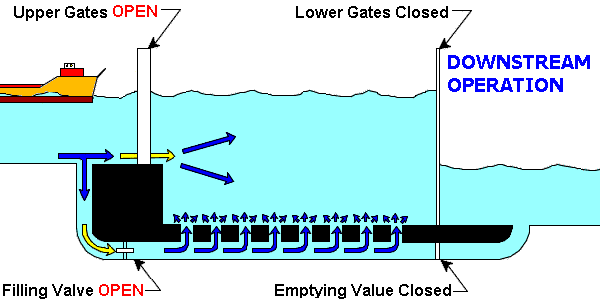 Upper Gates OPEN
Lower Gates Closed
DOWNSTREAM
OPERATION
Filling Valve OPEN
Emptying Value Closed